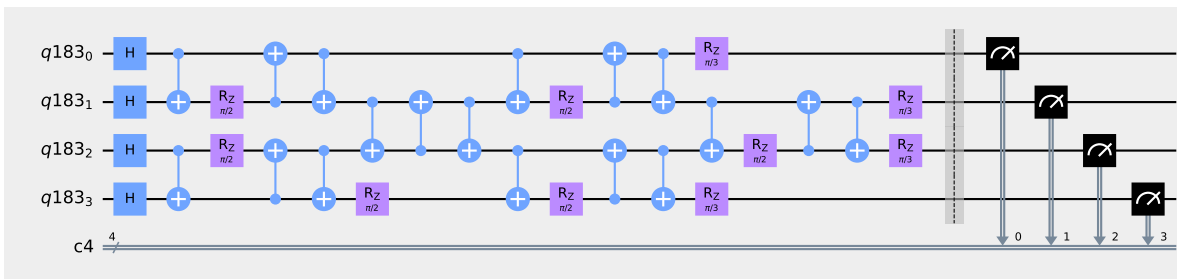 q183₀ H R_Z π/3
q183₁ H R_Z π/2 R_Z π/2 R_Z π/3
q183₂ H R_Z π/2 R_Z π/2 R_Z π/3
q183₃ H R_Z π/2 R_Z π/2 R_Z π/3
c4 4 0 1 2 3